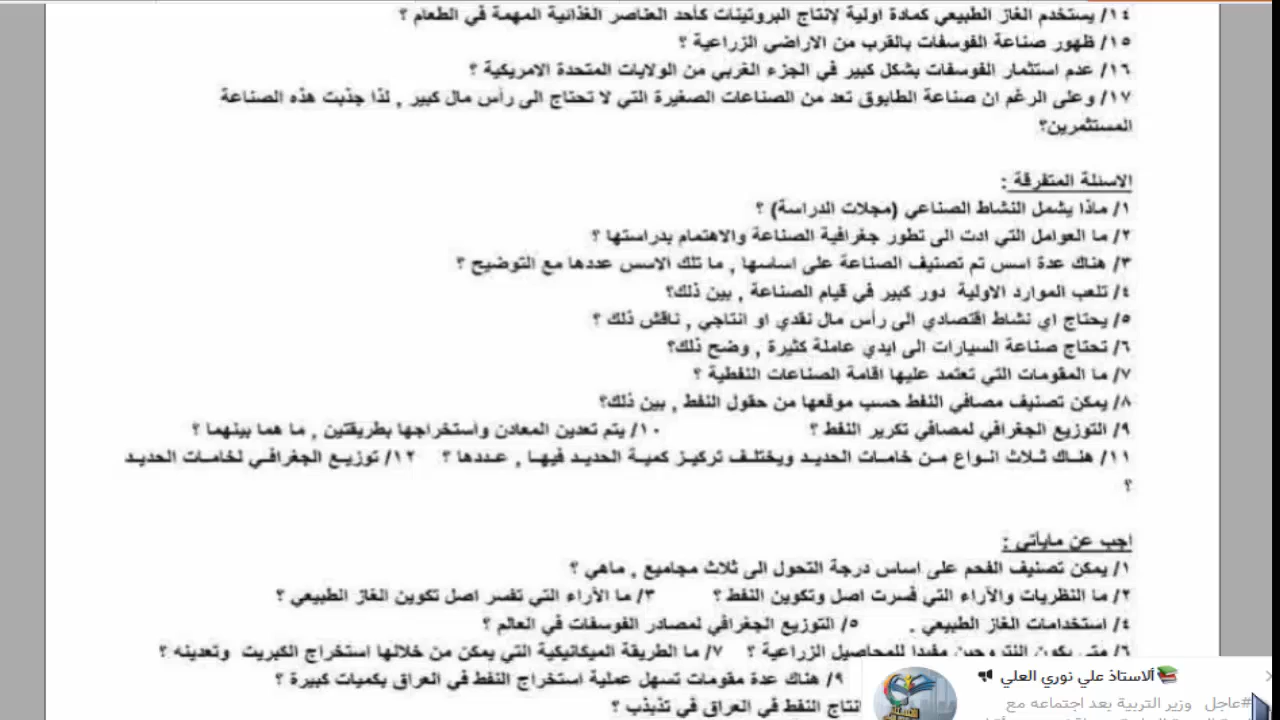 ١٤/ يستخدم الغاز الطبيعي كمادة اولية لإنتاج البروتينات كأحد العناصر الغذائية المهمة في الطعام ؟
١٥/ ظهور صناعة الفوسفات بالقرب من الاراضي الزراعية ؟
١٦/ عدم استثمار الفوسفات بشكل كبير في الجزء الغربي من الولايات المتحدة الامريكية ؟
١٧/ وعلى الرغم ان صناعة الطابوق تعد من الصناعات الصغيرة التي لا تحتاج الى رأس مال كبير , لذا جذبت هذه الصناعة
المستثمرين؟
الاسئلة المتفرقة :
١/ ماذا يشمل النشاط الصناعي (مجلات الدراسة) ؟
٢/ ما العوامل التي ادت الى تطور جغرافية الصناعة والاهتمام بدراستها ؟
٣/ هناك عدة اسس تم تصنيف الصناعة على اساسها , ما تلك الاسس عددها مع التوضيح ؟
٤/ تلعب الموارد الاولية دور كبير في قيام الصناعة , بين ذلك؟
٥/ يحتاج اي نشاط اقتصادي الى رأس مال نقدي او انتاجي , ناقش ذلك ؟
٦/ تحتاج صناعة السيارات الى ايدي عاملة كثيرة , وضح ذلك؟
٧/ ما المقومات التي تعتمد عليها اقامة الصناعات النفطية ؟
٨/ يمكن تصنيف مصافي النفط حسب موقعها من حقول النفط , بين ذلك؟
٩/ التوزيع الجغرافي لمصافي تكرير النفط ؟ ١٠/ يتم تعدين المعادن وأستخراجها بطريقتين , ما هما بينهما ؟
١١/ هناك ثلاث انواع من خامات الحديد ويختلف تركيز كمية الحديد فيها , عددها ؟ ١٢/ توزيع الجغرافي لخامات الحديد
؟
اجب عن مايأتي :
١/ يمكن تصنيف الفحم على اساس درجة التحول الى ثلاث مجاميع , ماهي ؟
٢/ ما النظريات والآراء التي فسرت اصل وتكوين النفط ؟ ٣/ ما الأراء التي تفسر اصل تكوين الغاز الطبيعي ؟
٤/ استخدامات الغاز الطبيعي . ٥/ التوزيع الجغرافي لمصادر الفوسفات في العالم ؟
٦/ متى يكون النتروجين مفيدا للمحاصيل الزراعية ؟ ٧/ ما الطريقة الميكانيكية التي يمكن من خلالها استخراج الكبريت وتعدينه ؟
٩/ هناك عدة مقومات تسهل عملية استخراج النفط في العراق بكميات كبيرة ؟
انتاج النفط في العراق في تذبذب ؟
ألاستاذ علي نوري العلي
#عاجل وزير التربية بعد اجتماعه مع